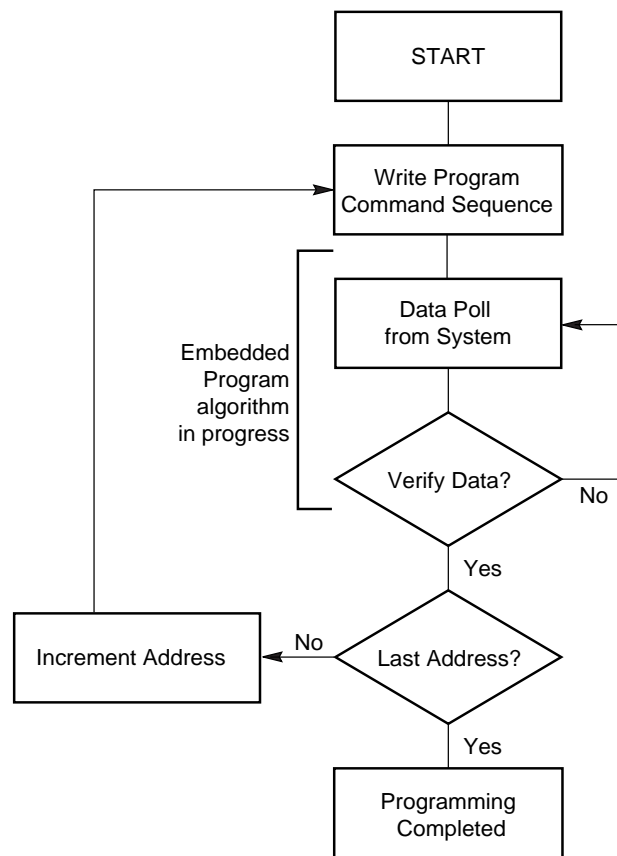 START
Write Program
Command Sequence
Data Poll
from System
Embedded
Program
algorithm
in progress
Verify Data?
No
Yes
Last Address?
No
Increment Address
Yes
Programming
Completed